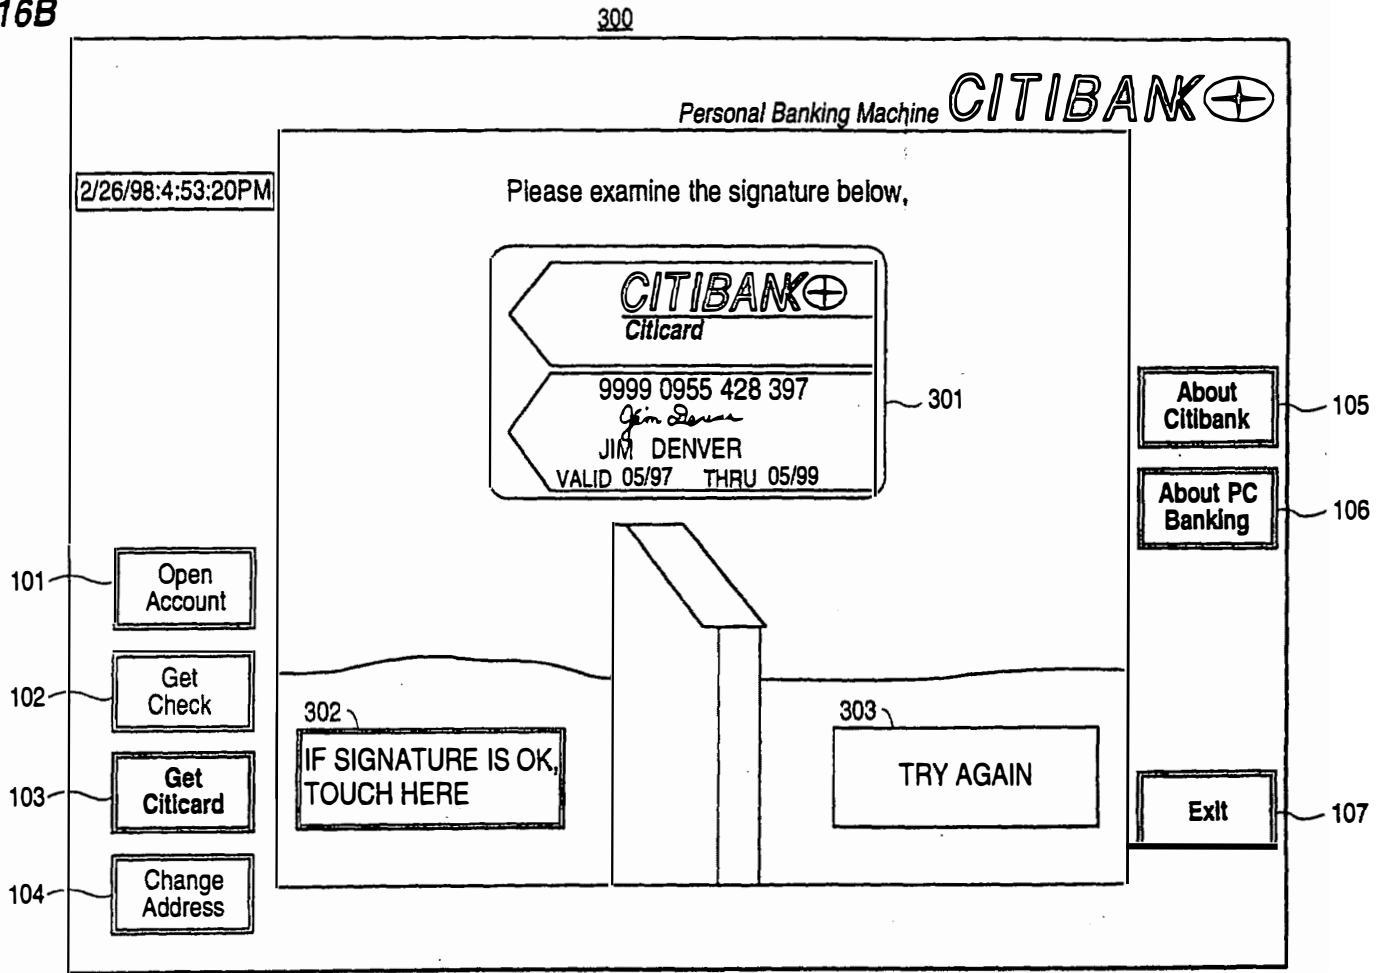 16B
300
Personal Banking Machine CITIBANK
2/26/98:4:53:20PM
Please examine the signature below,
CITIBANK
Citicard
9999 0955 428 397
Jim Denver
JIM DENVER
VALID 05/97 THRU 05/99
301
About
Citibank
105
About PC
Banking
106
101
Open
Account
102
Get
Check
103
Get
Citicard
104
Change
Address
302
IF SIGNATURE IS OK,
TOUCH HERE
303
TRY AGAIN
Exit
107